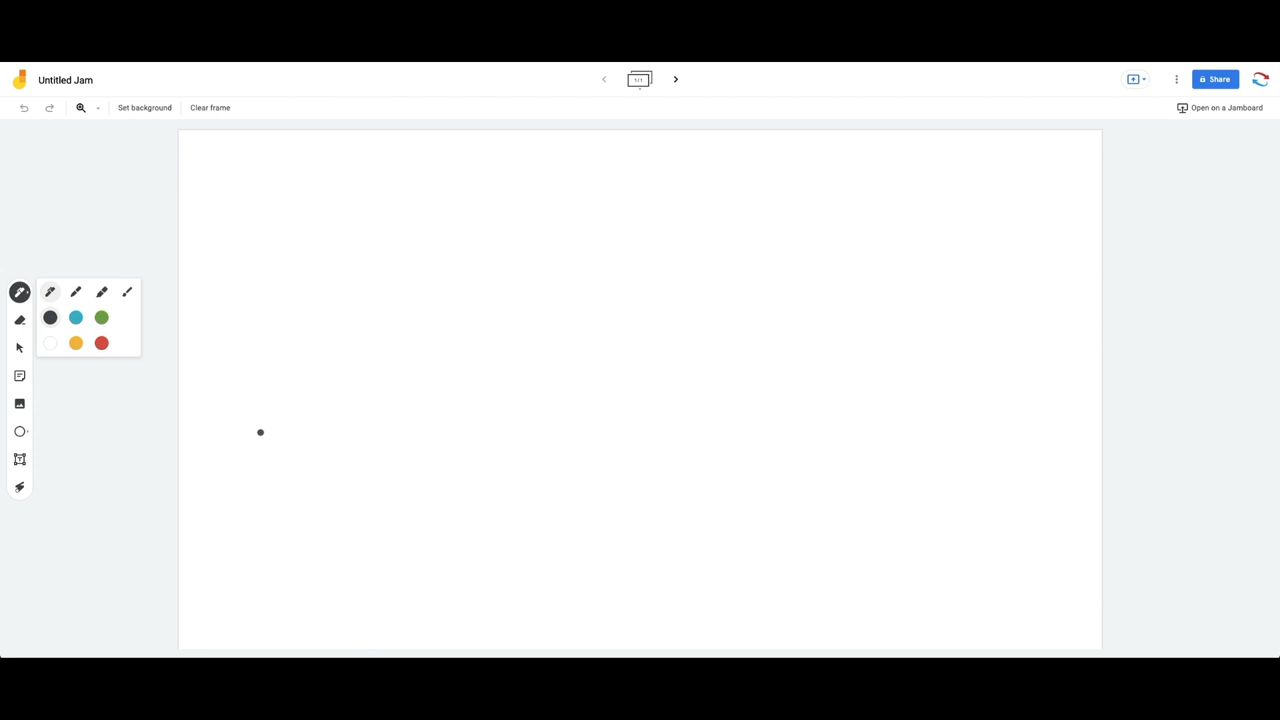 Untitled Jam
1/1
Share
Set background
Clear frame
Open on a Jamboard
T